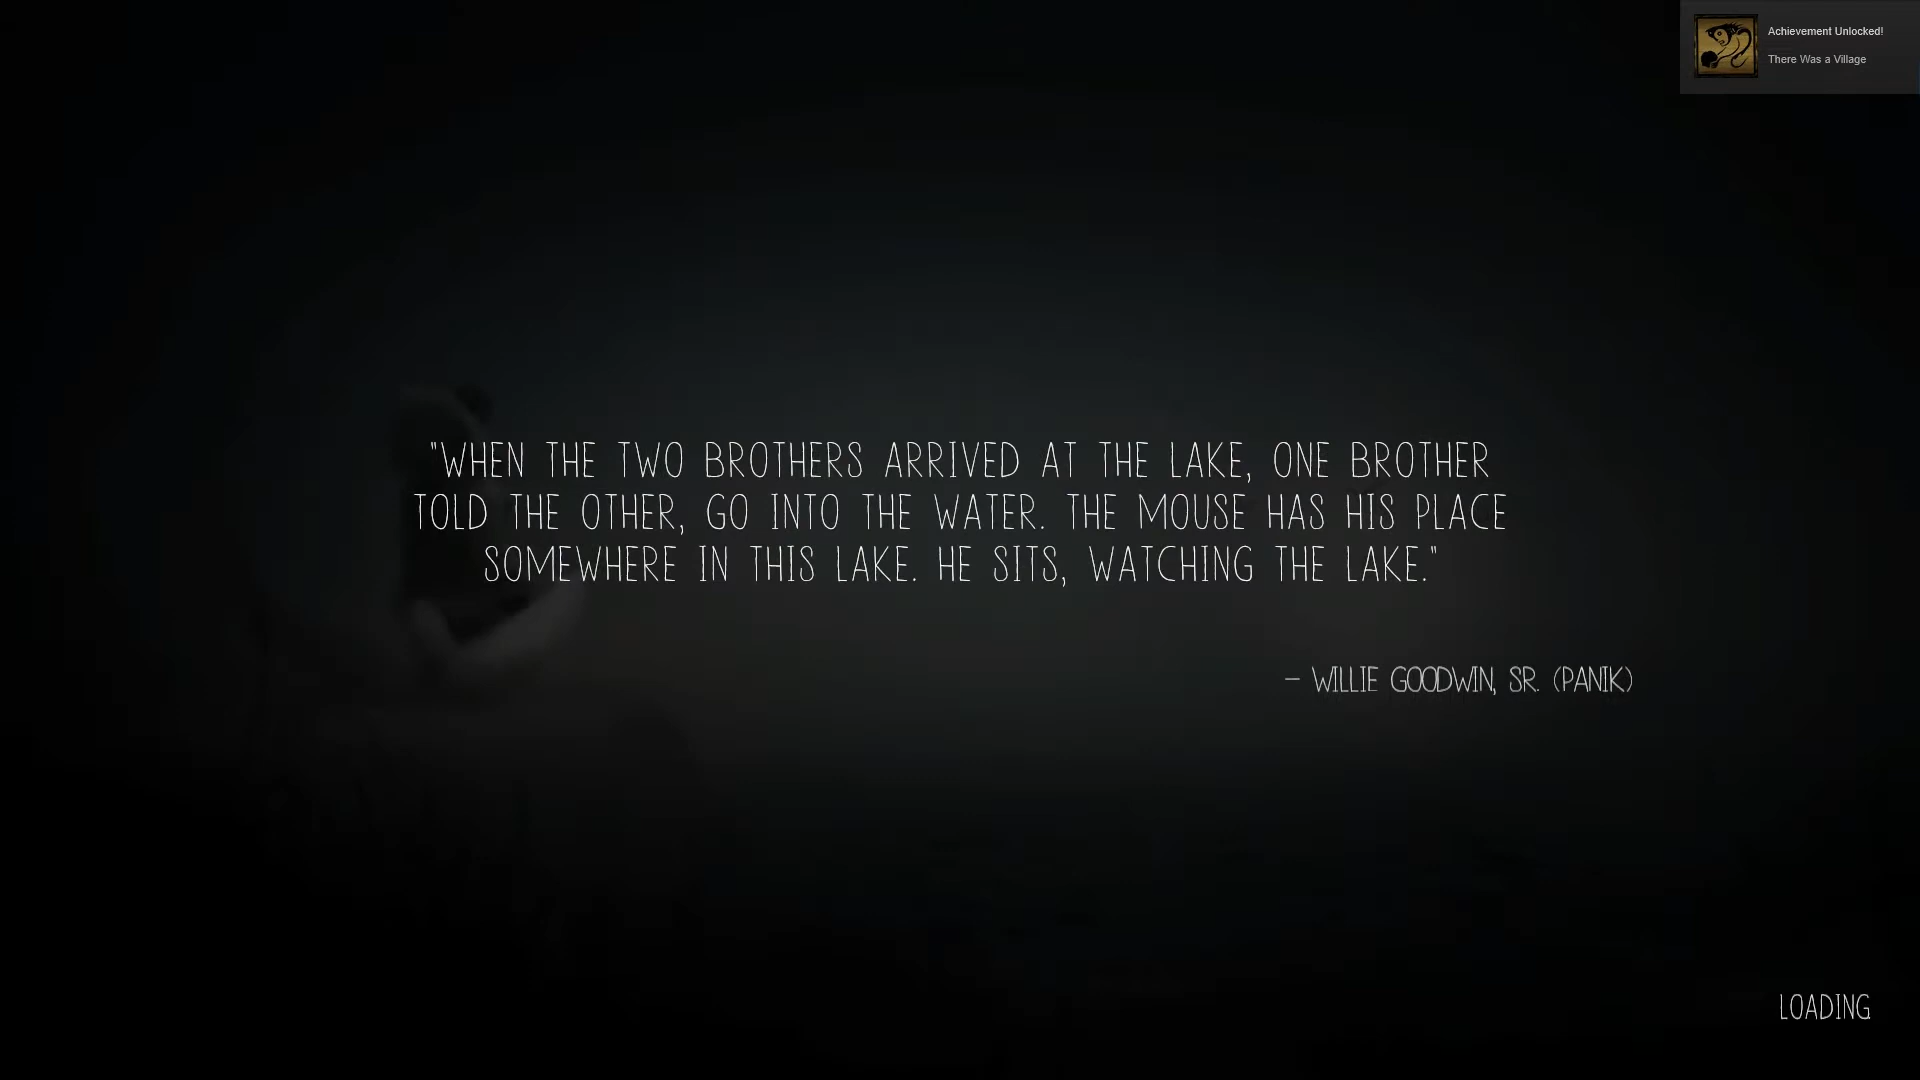 Achievement Unlocked!
There Was a Village
"WHEN THE TWO BROTHERS ARRIVED AT THE LAKE, ONE BROTHER
TOLD THE OTHER, GO INTO THE WATER. THE MOUSE HAS HIS PLACE
SOMEWHERE IN THIS LAKE. HE SITS, WATCHING THE LAKE."
– WILLIE GOODWIN, SR. (PANIK)
LOADING